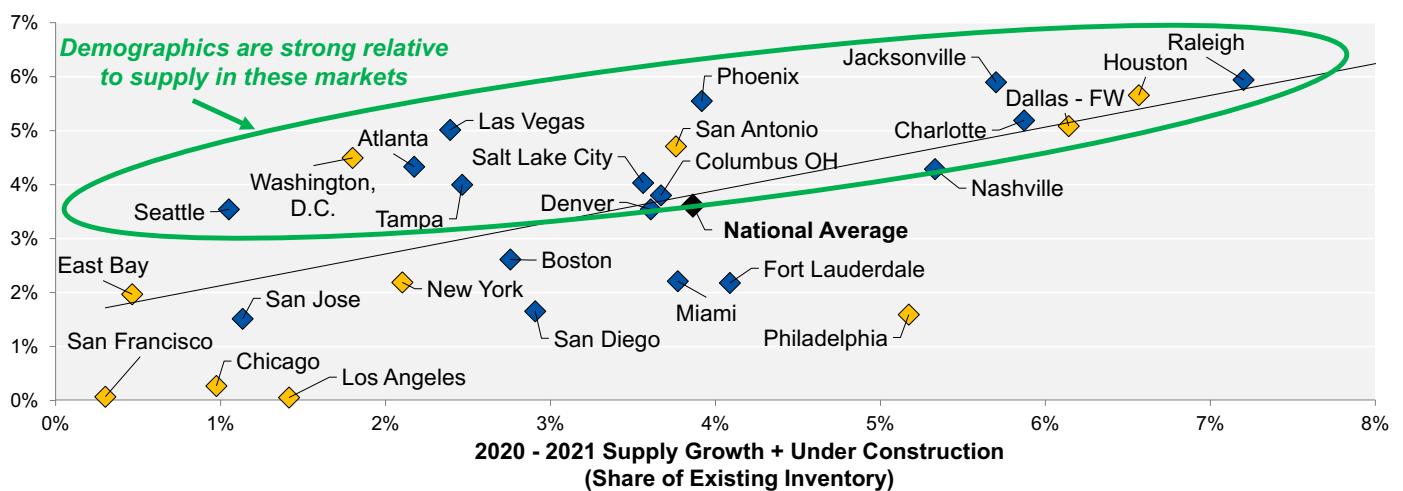 7%
6%
5%
4%
3%
2%
1%
0%
Demographics are strong relative
to supply in these markets
Raleigh
Jacksonville
Houston
Phoenix
Dallas - FW
Las Vegas
San Antonio
Charlotte
Atlanta
Salt Lake City
Columbus OH
Washington,
D.C.
Nashville
Seattle
Tampa
Denver
National Average
East Bay
Boston
Fort Lauderdale
San Jose
New York
Miami
San Francisco
San Diego
Philadelphia
Chicago
Los Angeles
0%
1%
2%
3%
4%
5%
6%
7%
8%
2020 - 2021 Supply Growth + Under Construction
(Share of Existing Inventory)